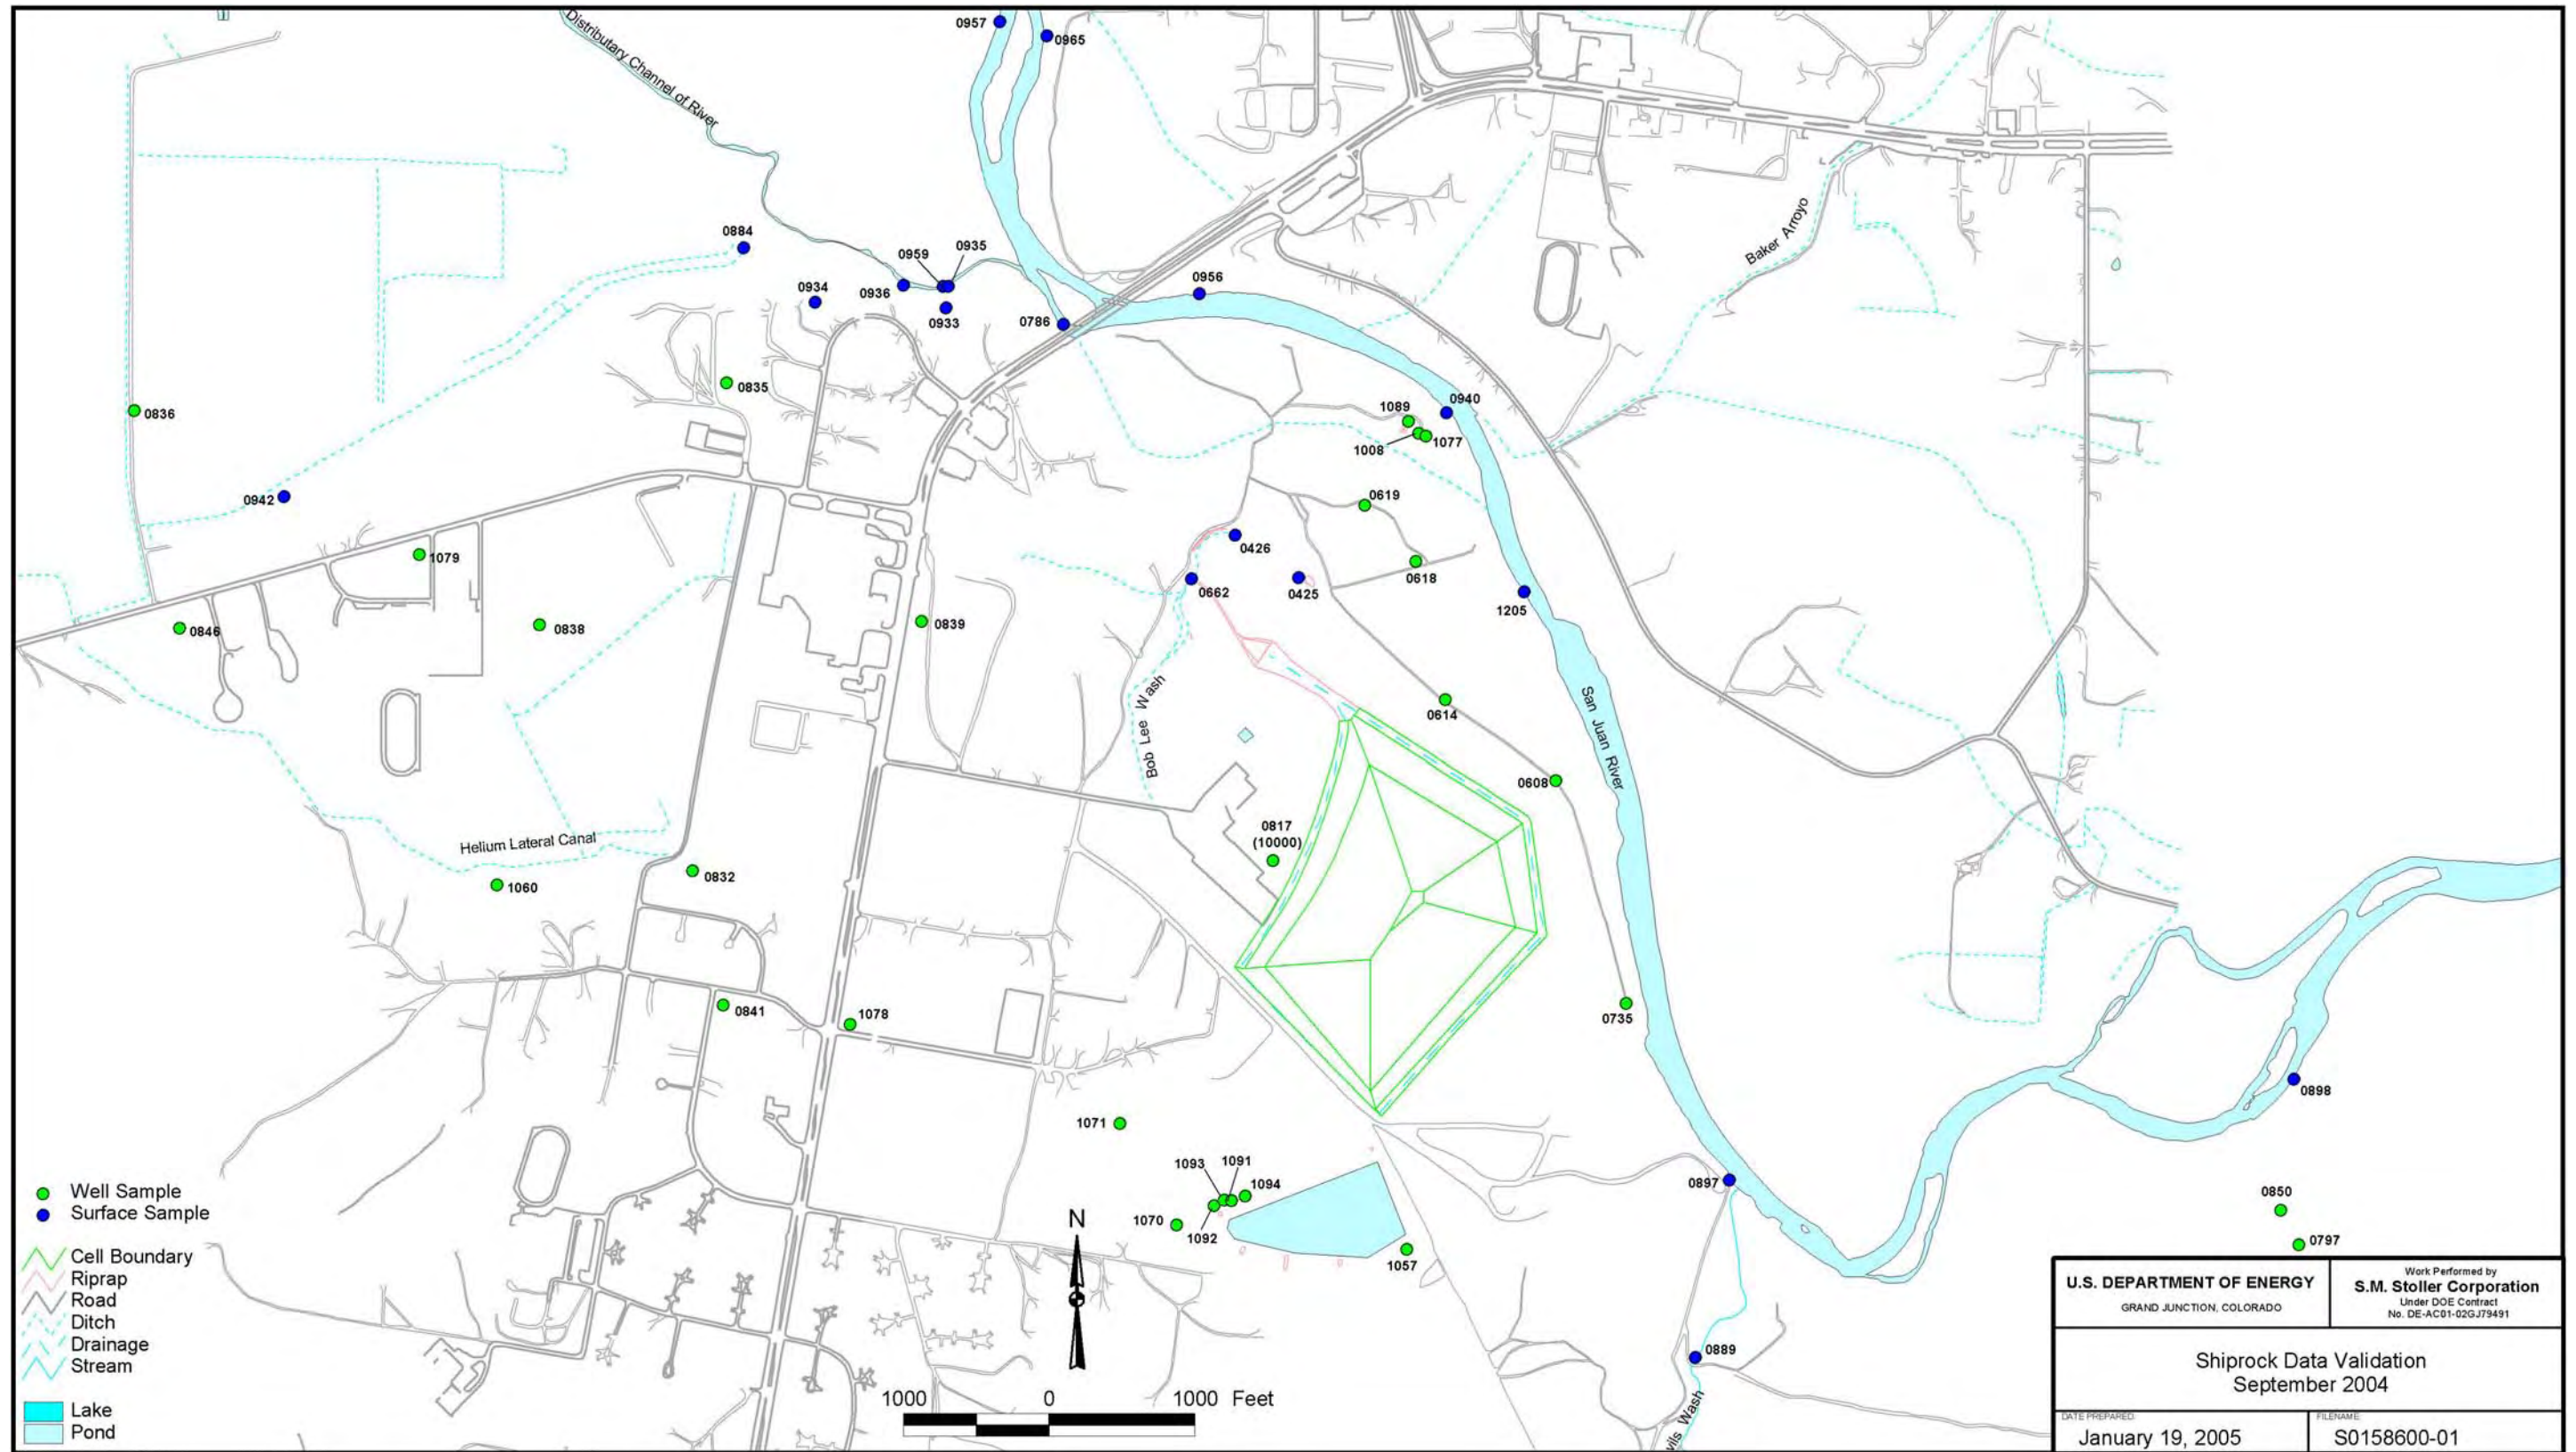 0957
0965
Distributary Channel of River
0884
0959
0935
0934
0936
0933
0786
0956
Baker Arroyo
0835
0836
0940
1089
1008
1077
0942
0619
1079
0426
0618
0662
0425
1205
0846
0838
0839
Bob Lee Wash
San Juan River
0614
0608
Helium Lateral Canal
0817
(10000)
0832
1060
0841
1078
0735
0898
1071
1093
1091
1094
1070
1092
1057
0897
0850
0797
0889
vils Wash
Well Sample
Surface Sample
Cell Boundary
Riprap
Road
Ditch
Drainage
Stream
Lake
Pond
N
1000 0 1000 Feet
U.S. DEPARTMENT OF ENERGY
GRAND JUNCTION, COLORADO
Work Performed by
S.M. Stoller Corporation
Under DOE Contract
No. DE-AC01-02GJ79491
Shiprock Data Validation
September 2004
DATE PREPARED:
January 19, 2005
FILENAME:
S0158600-01